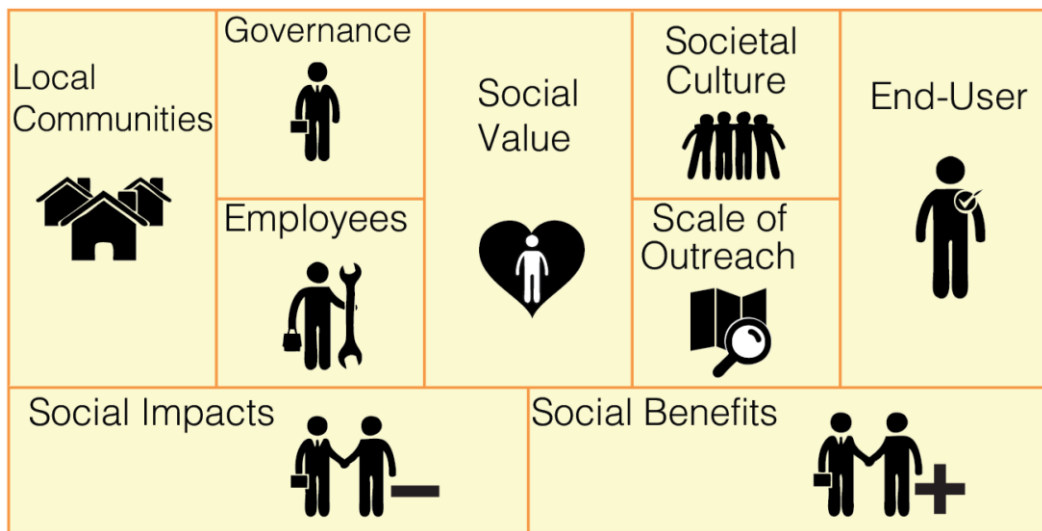 Local
Communities
Governance
Employees
Social
Value
Societal
Culture
Scale of
Outreach
End-User
Social Impacts
Social Benefits